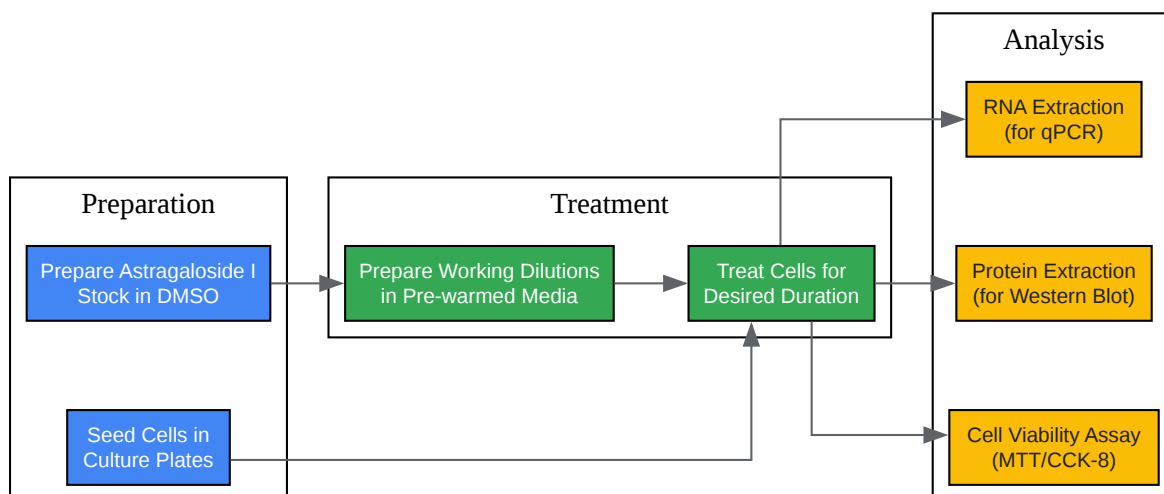 Preparation
Prepare Astragaloside I
Stock in DMSO
Seed Cells in
Culture Plates
Treatment
Prepare Working Dilutions
in Pre-warmed Media
Treat Cells for
Desired Duration
Analysis
RNA Extraction
(for qPCR)
Protein Extraction
(for Western Blot)
Cell Viability Assay
(MTT/CCK-8)